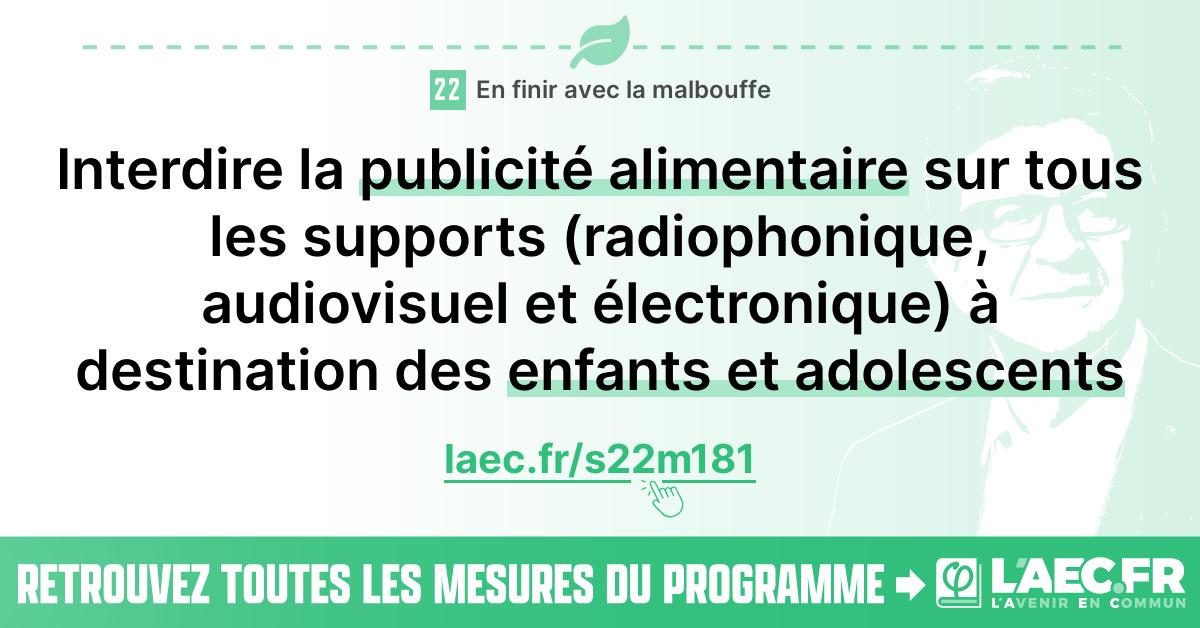 22 En finir avec la malbouffe
Interdire la publicité alimentaire sur tous
les supports (radiophonique,
audiovisuel et électronique) à
destination des enfants et adolescents
laec.fr/s22m181
RETROUVEZ TOUTES LES MESURES DU PROGRAMME
φ L'AEC.FR
L'AVENIR EN COMMUN